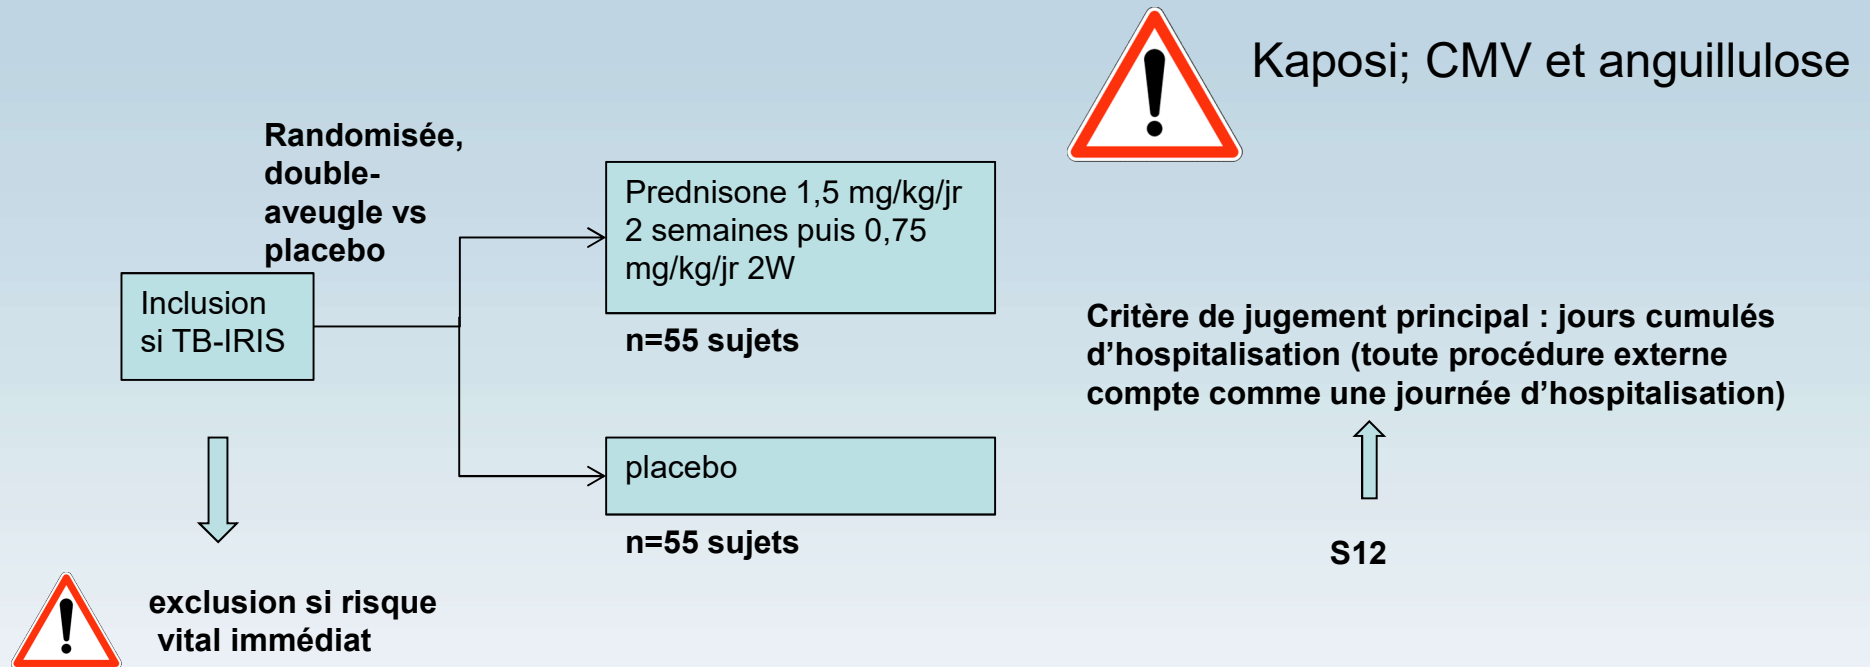 Kaposi; CMV et anguillulose
Randomisée,
double-
aveugle vs
placebo
Inclusion
si TB-IRIS
Prednisone 1,5 mg/kg/jr
2 semaines puis 0,75
mg/kg/jr 2W
n=55 sujets
placebo
n=55 sujets
exclusion si risque
vital immédiat
Critère de jugement principal : jours cumulés
d’hospitalisation (toute procédure externe
compte comme une journée d’hospitalisation)
S12